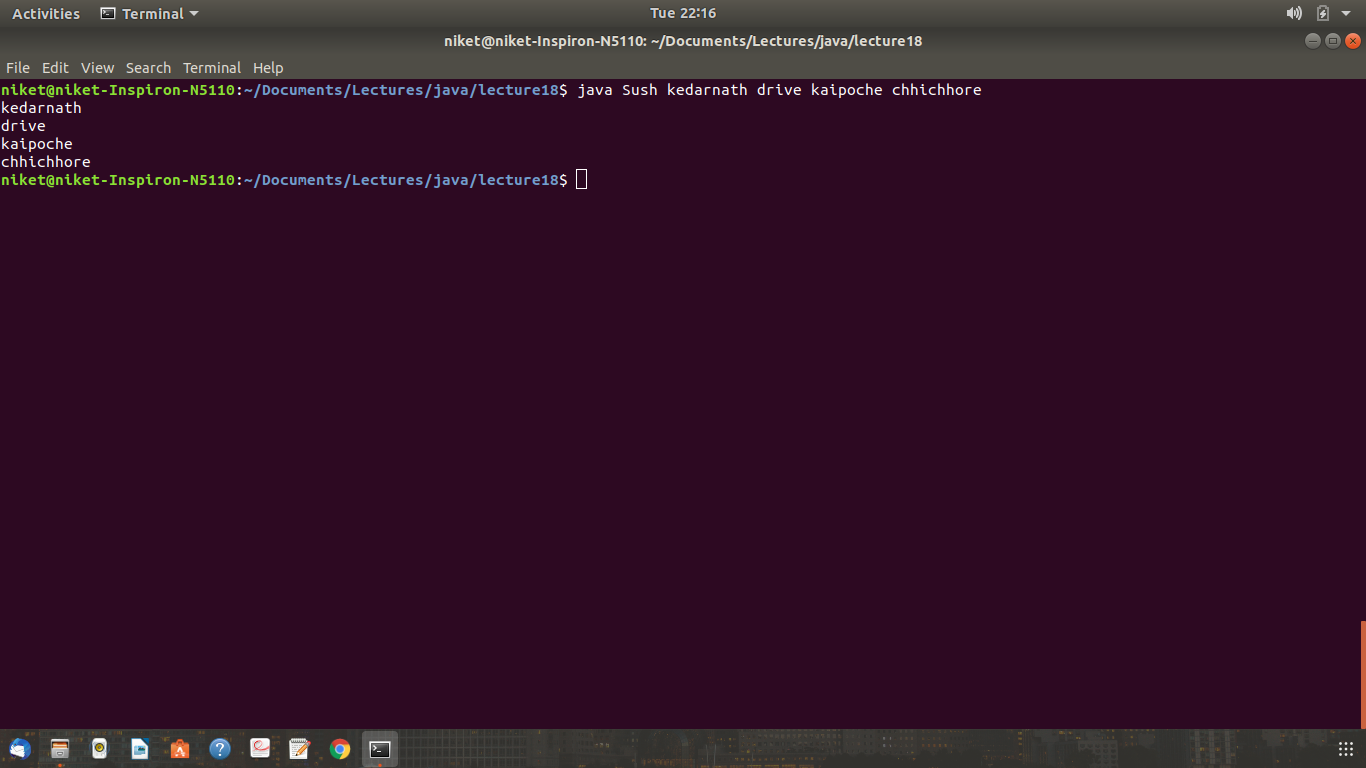 Activities Terminal Tue 22:16
niket@niket-Inspiron-N5110: ~/Documents/Lectures/java/lecture18
File Edit View Search Terminal Help
niket@niket-Inspiron-N5110:~/Documents/Lectures/java/lecture18$ java Sush kedarnath drive kaipoche chhichhore
kedarnath
drive
kaipoche
chhichhore
niket@niket-Inspiron-N5110:~/Documents/Lectures/java/lecture18$